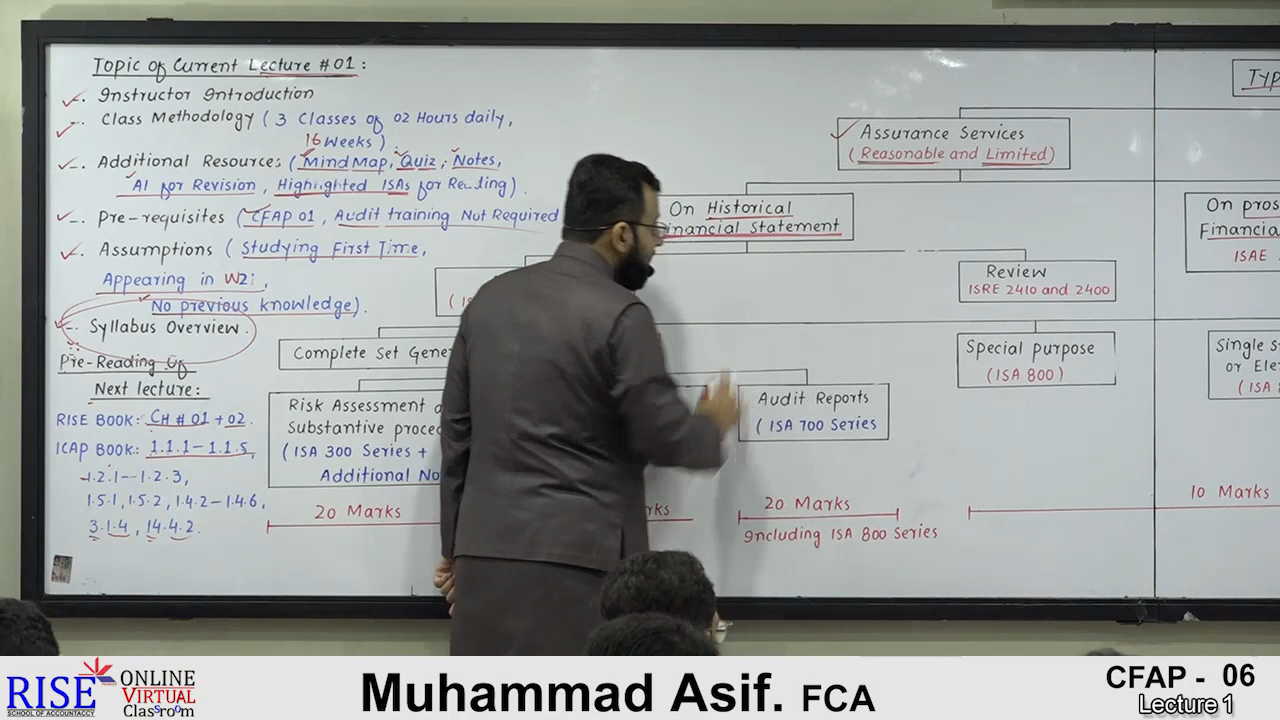 Topic of Current Lecture #01:
-. Instructor Introduction
-. Class Methodology ( 3 Classes of 02 Hours daily,
16 Weeks) .
-. Additional Resources ( Mind Map, Quiz, Notes,
AI for Revision , Highlighted ISAs for Reading) .
-. Pre-requisites ( CFAP 01 , Audit training Not Required
-. Assumptions ( Studying First Time,
Appearing in W2
No previous knowledge) .
-. Syllabus Overview .
Pre-Reading of
Next lecture:
RISE BOOK: CH # 01 + 02 .
ICAP BOOK: 1.1.1 - 1.1.5,
1.2.1 - 1.2.3,
1.5.1, 1.5.2, 1.4.2 - 1.4.6,
3.1.4 , 14.4.2 .
Assurance Services
( Reasonable and Limited)
On Historical
Financial Statement
On pros
Financia
ISAE
Review
ISRE 2410 and 2400
Complete Set Gene
Special purpose
(ISA 800)
Single s
or Ele
(ISA
Risk Assessment
Substantive proce
( ISA 300 Series +
Additional No
Audit Reports
( ISA 700 Series
20 Marks
rks
20 Marks
Including ISA 800 Series
10 Marks
RISE
SCHOOL OF ACCOUNTANCY
ONLINE
VIRTUAL
Classroom
Muhammad Asif. FCA
CFAP - 06
Lecture 1